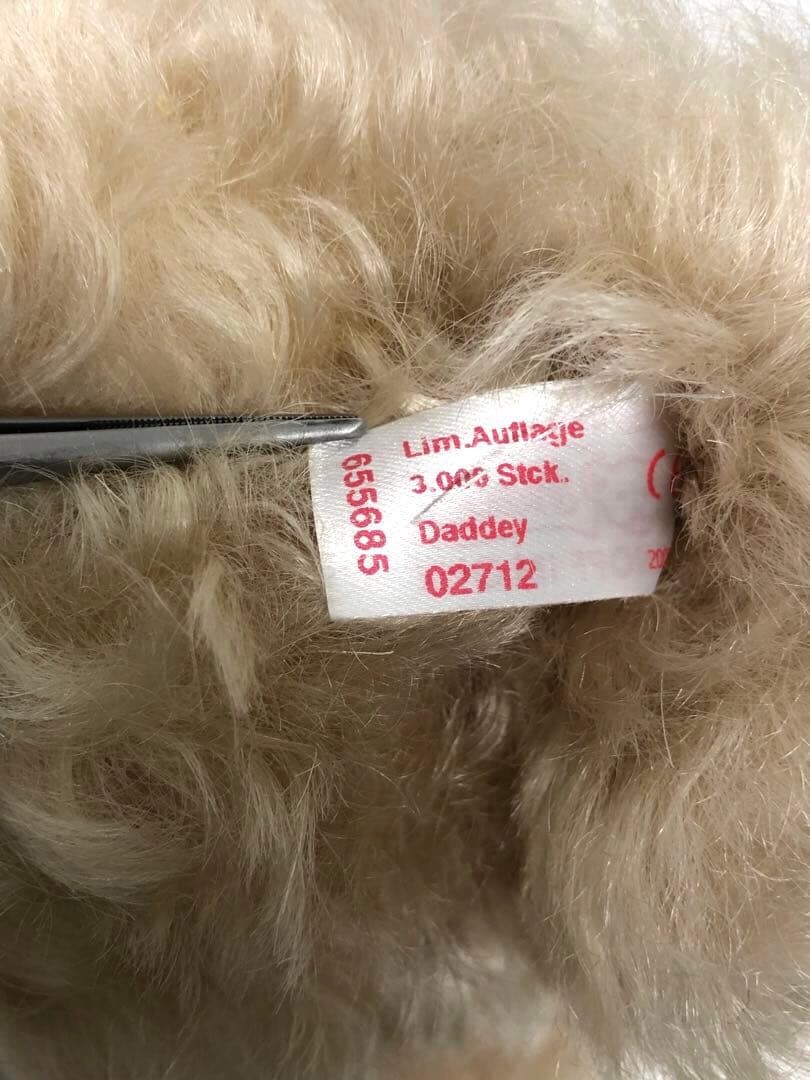 Lim.Auflage
3.000 Stck.
Daddey
02712
655685